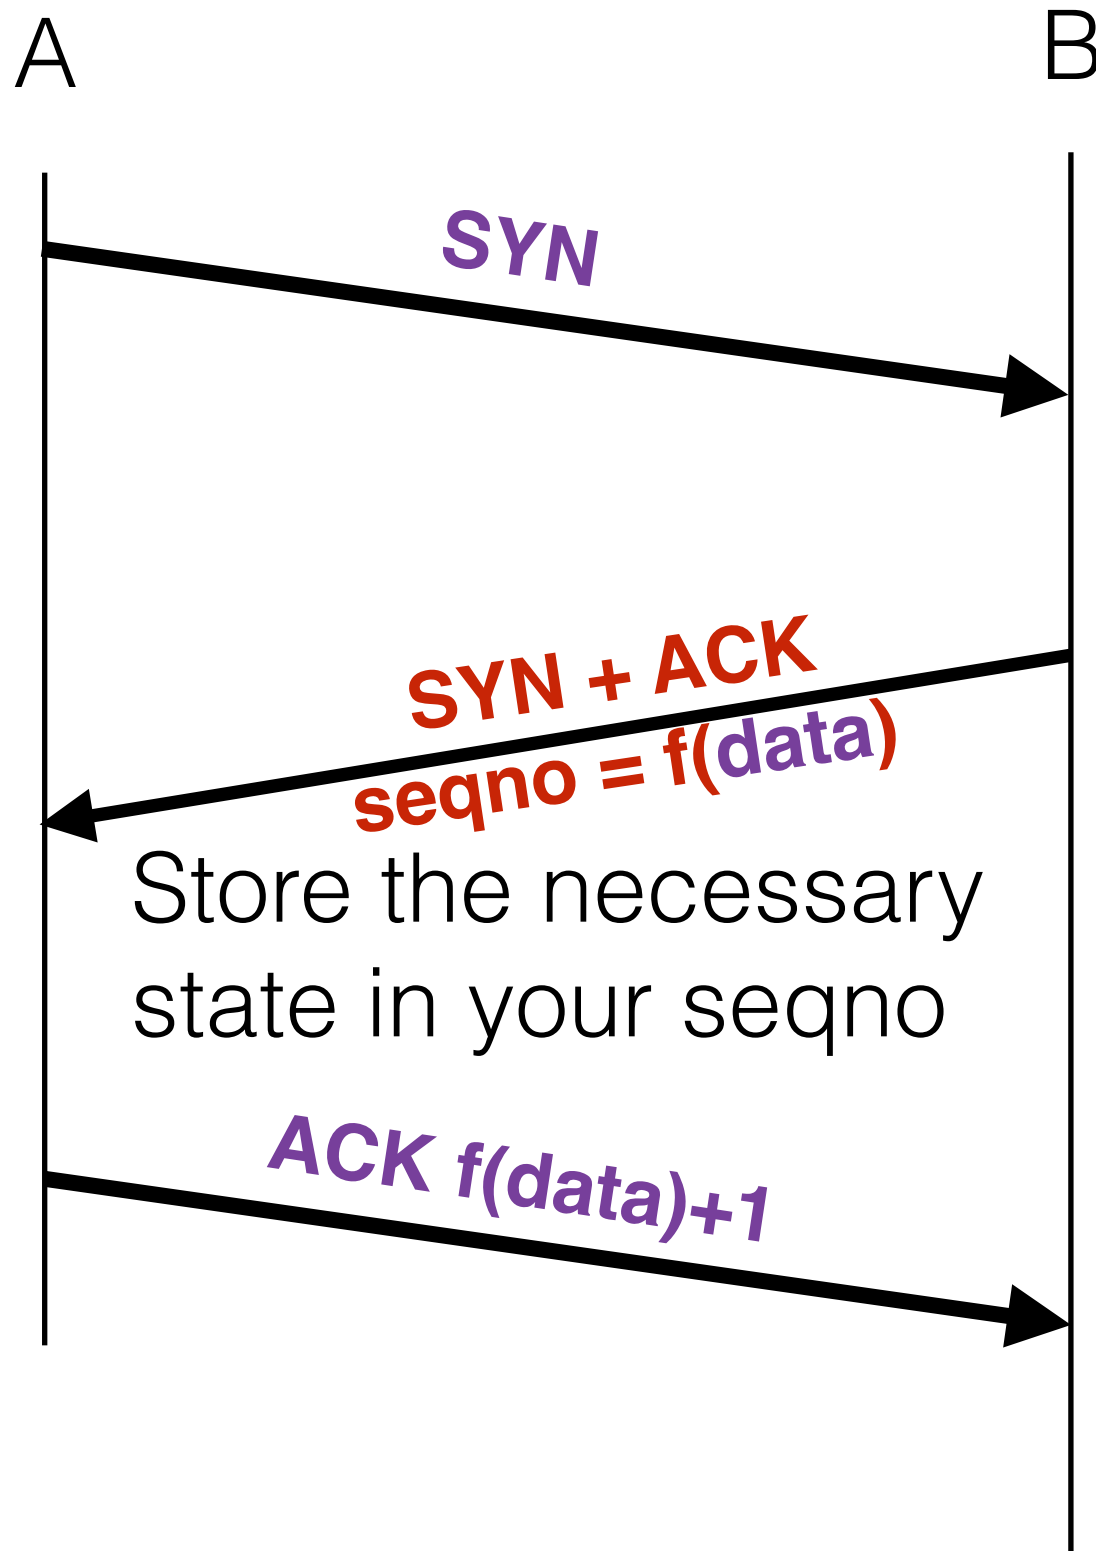 A
B
SYN
SYN + ACK
seqno = f(data)
Store the necessary
state in your seqno
ACK f(data)+1